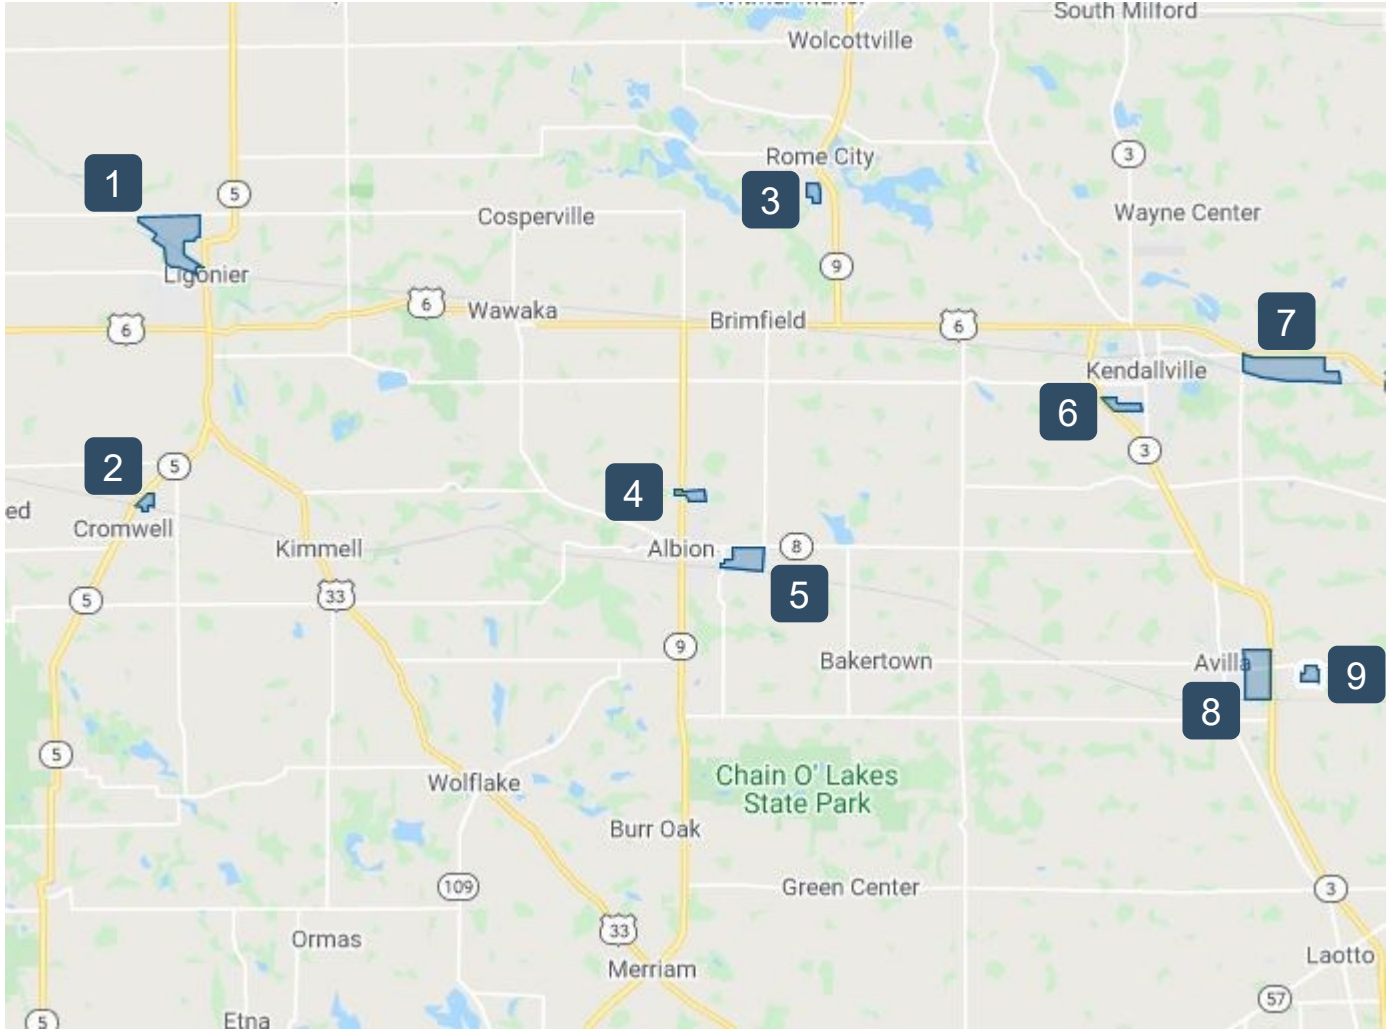 South Milford
Wolcottville
Rome City
3
1
5
3
Cosperville
Wayne Center
9
Ligonier
6
Wawaka
6
Brimfield
6
7
Kendallville
6
3
2
5
4
ed
Cromwell
Kimmell
Albion
8
5
5
33
9
Bakertown
Avilla
9
8
5
Wolflake
Chain O' Lakes
State Park
Burr Oak
109
Green Center
3
33
Ormas
Merriam
Laotto
57
5
Etna